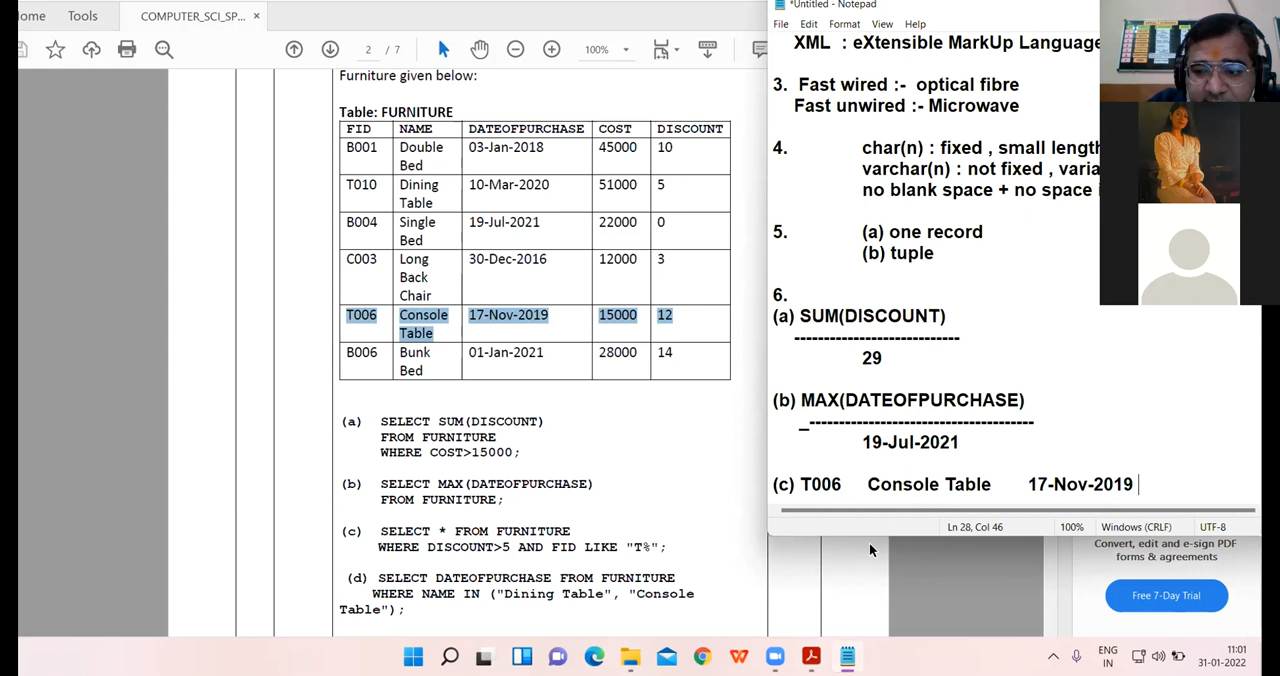 ome
Tools
COMPUTER_SCI_SP... ×
2 / 7
100%
Furniture given below:
Table: FURNITURE
FID NAME DATEOFPURCHASE COST DISCOUNT
B001 Double Bed 03-Jan-2018 45000 10
T010 Dining Table 10-Mar-2020 51000 5
B004 Single Bed 19-Jul-2021 22000 0
C003 Long Back Chair 30-Dec-2016 12000 3
T006 Console Table 17-Nov-2019 15000 12
B006 Bunk Bed 01-Jan-2021 28000 14
(a) SELECT SUM(DISCOUNT)
FROM FURNITURE
WHERE COST>15000;
(b) SELECT MAX(DATEOFPURCHASE)
FROM FURNITURE;
(c) SELECT * FROM FURNITURE
WHERE DISCOUNT>5 AND FID LIKE "T%";
(d) SELECT DATEOFPURCHASE FROM FURNITURE
WHERE NAME IN ("Dining Table", "Console
Table");
*Untitled - Notepad
File Edit Format View Help
XML : eXtensible MarkUp Language
3. Fast wired :- optical fibre
Fast unwired :- Microwave
4. char(n) : fixed , small length
varchar(n) : not fixed , varia
no blank space + no space
5. (a) one record
(b) tuple
6.
(a) SUM(DISCOUNT)
---------------------------
29
(b) MAX(DATEOFPURCHASE)
_--------------------------------------
19-Jul-2021
(c) T006 Console Table 17-Nov-2019
Ln 28, Col 46 100% Windows (CRLF) UTF-8
Convert, edit and e-sign PDF
forms & agreements
Free 7-Day Trial
ENG
IN
11:01
31-01-2022